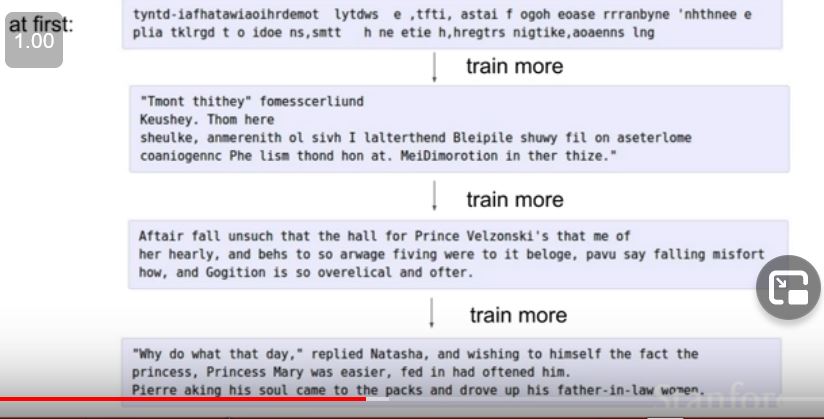 at first:
1.00
tyntd-iafhatawiaoihrdemot lytdws e ,tfti, astai f ogoh eoase rrranbyne 'nhthnee e
plia tklrgd t o idoe ns,smtt h ne etie h,hregtrs nigtike,aoaenns lng
train more
"Tmont thithey" fomesscerliund
Keushey. Thom here
sheulke, anmerenith ol sivh I lalterthend Bleipile shuwy fil on aseterlome
coaniogennc Phe lism thond hon at. MeiDimorotion in ther thize."
train more
Aftair fall unsuch that the hall for Prince Velzonski's that me of
her hearly, and behs to so arwage fiving were to it beloge, pavu say falling misfort
how, and Gogition is so overelical and ofter.
train more
"Why do what that day," replied Natasha, and wishing to himself the fact the
princess, Princess Mary was easier, fed in had oftened him.
Pierre aking his soul came to the packs and drove up his father-in-law women.